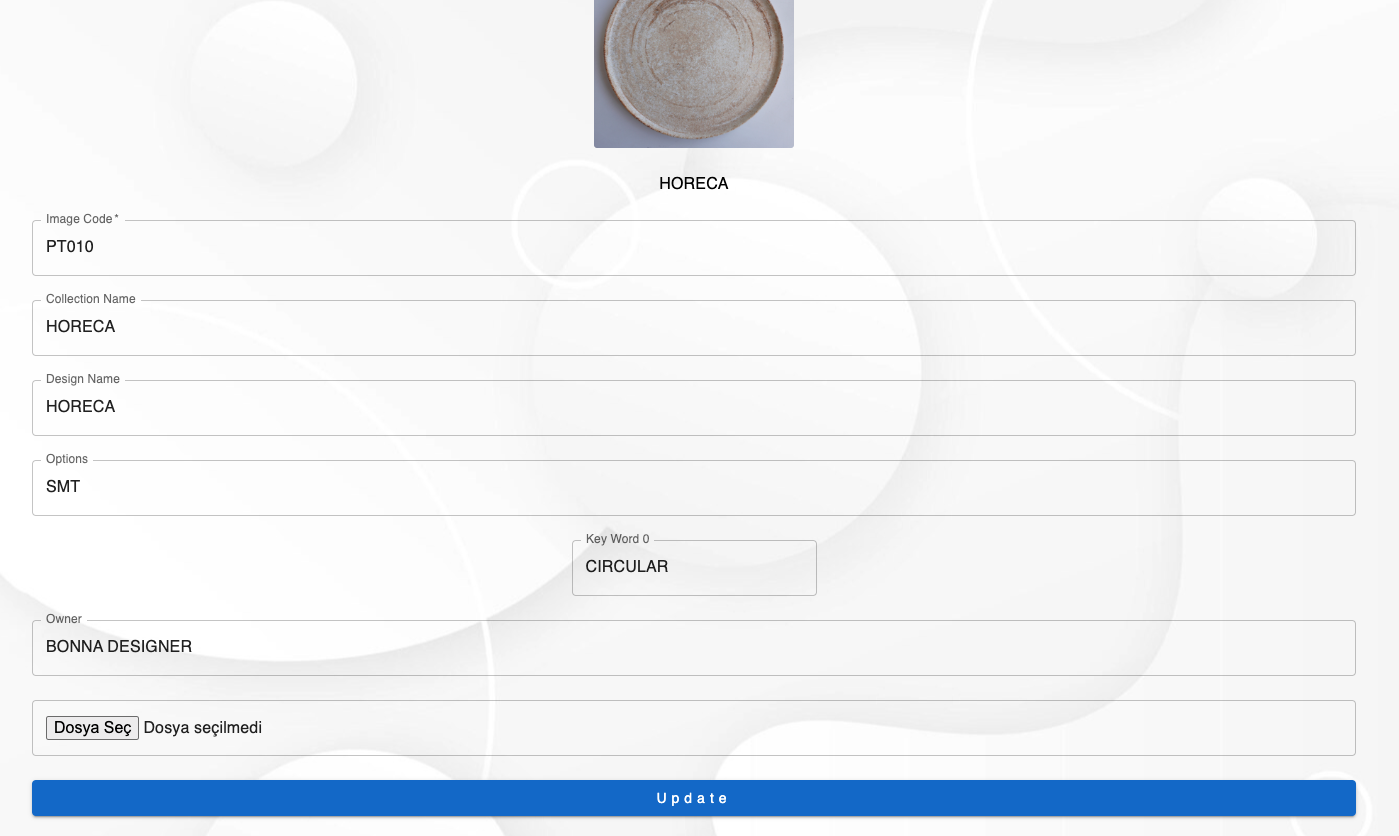 HORECA
Image Code *
PT010
Collection Name
HORECA
Design Name
HORECA
Options
SMT
Key Word 0
CIRCULAR
Owner
BONNA DESIGNER
Dosya Seç Dosya seçilmedi
Update